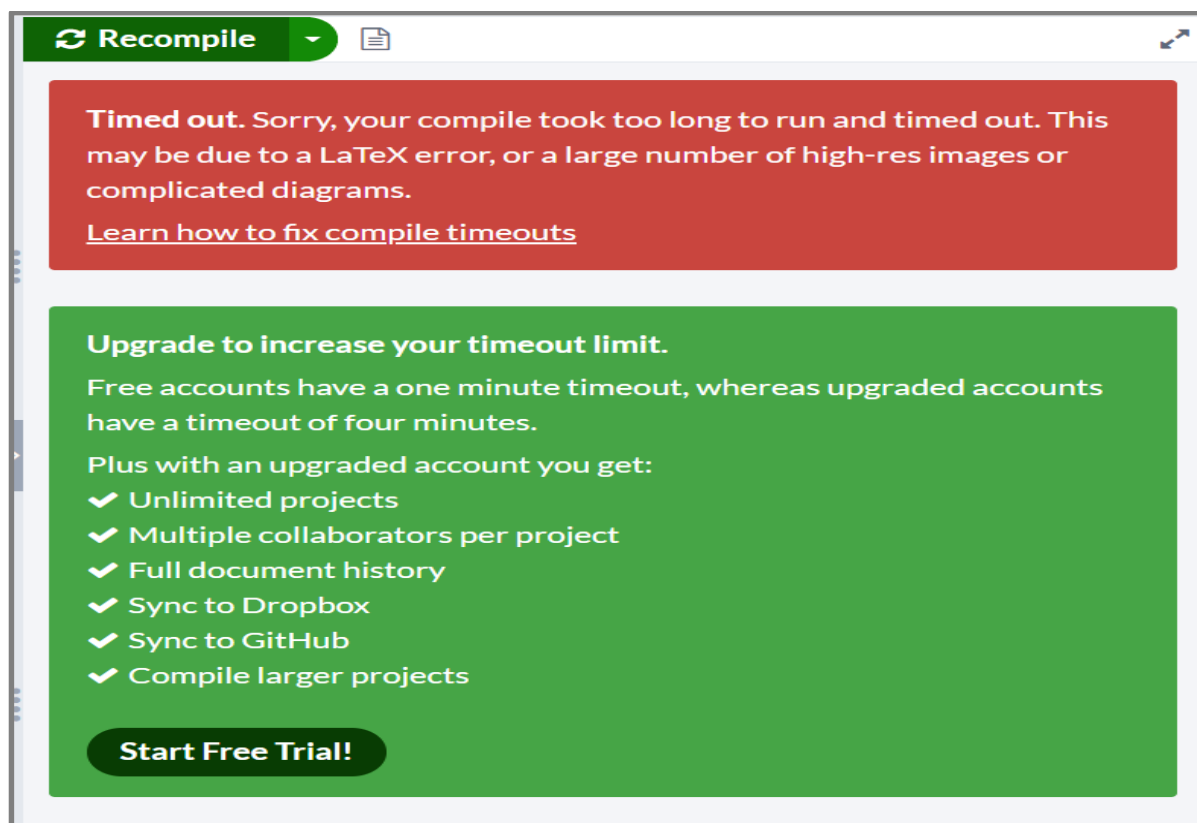 Recompile
Timed out. Sorry, your compile took too long to run and timed out. This
may be due to a LaTeX error, or a large number of high-res images or
complicated diagrams.
Learn how to fix compile timeouts
Upgrade to increase your timeout limit.
Free accounts have a one minute timeout, whereas upgraded accounts
have a timeout of four minutes.
Plus with an upgraded account you get:
Unlimited projects
Multiple collaborators per project
Full document history
Sync to Dropbox
Sync to GitHub
Compile larger projects
Start Free Trial!